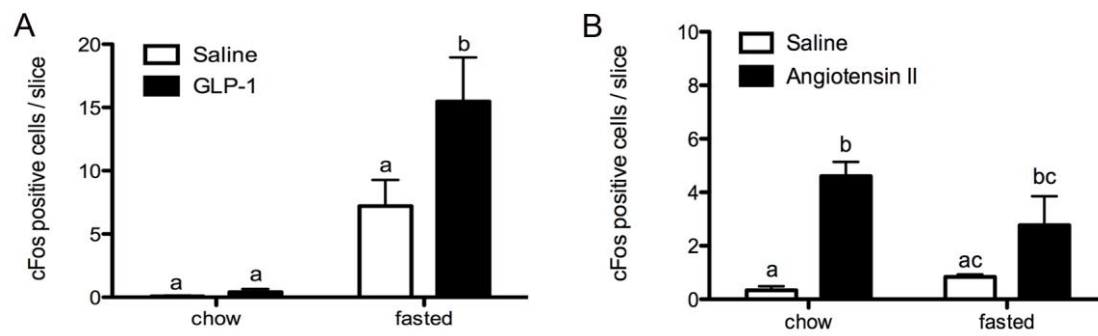 A
cFos positive cells / slice
20
15
10
5
0
Saline
GLP-1
a
a
a
b
chow
fasted
B
cFos positive cells / slice
10
8
6
4
2
0
Saline
Angiotensin II
a
b
ac
bc
chow
fasted